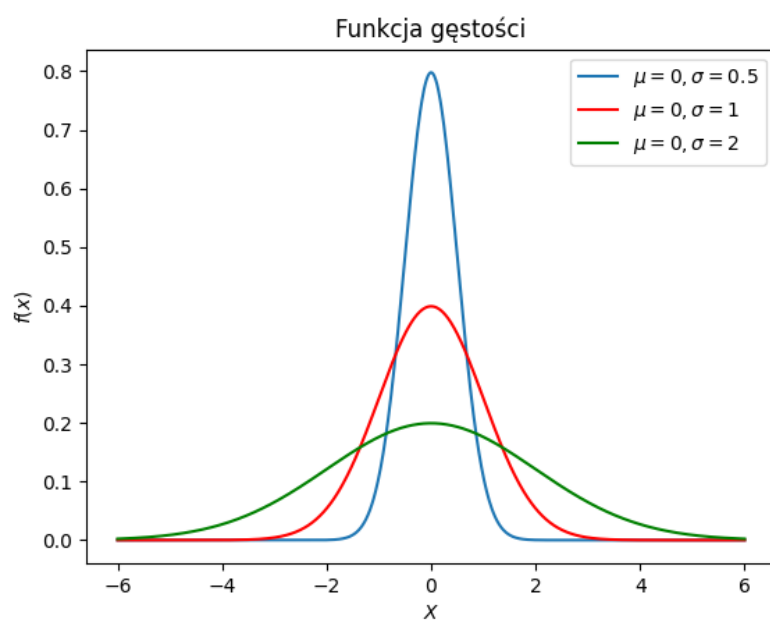 Funkcja gęstości
μ = 0, σ = 0.5
μ = 0, σ = 1
μ = 0, σ = 2
f(x)
0.8
0.7
0.6
0.5
0.4
0.3
0.2
0.1
0.0
−6 −4 −2 0 2 4 6
X